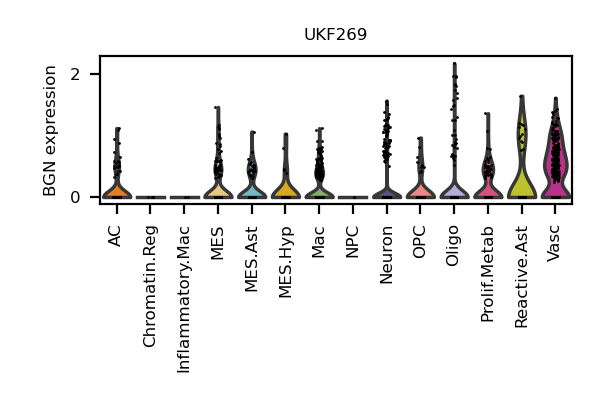 UKF269
BGN expression
2
0
AC
Chromatin.Reg
Inflammatory.Mac
MES
MES.Ast
MES.Hyp
Mac
NPC
Neuron
OPC
Oligo
Prolif.Metab
Reactive.Ast
Vasc